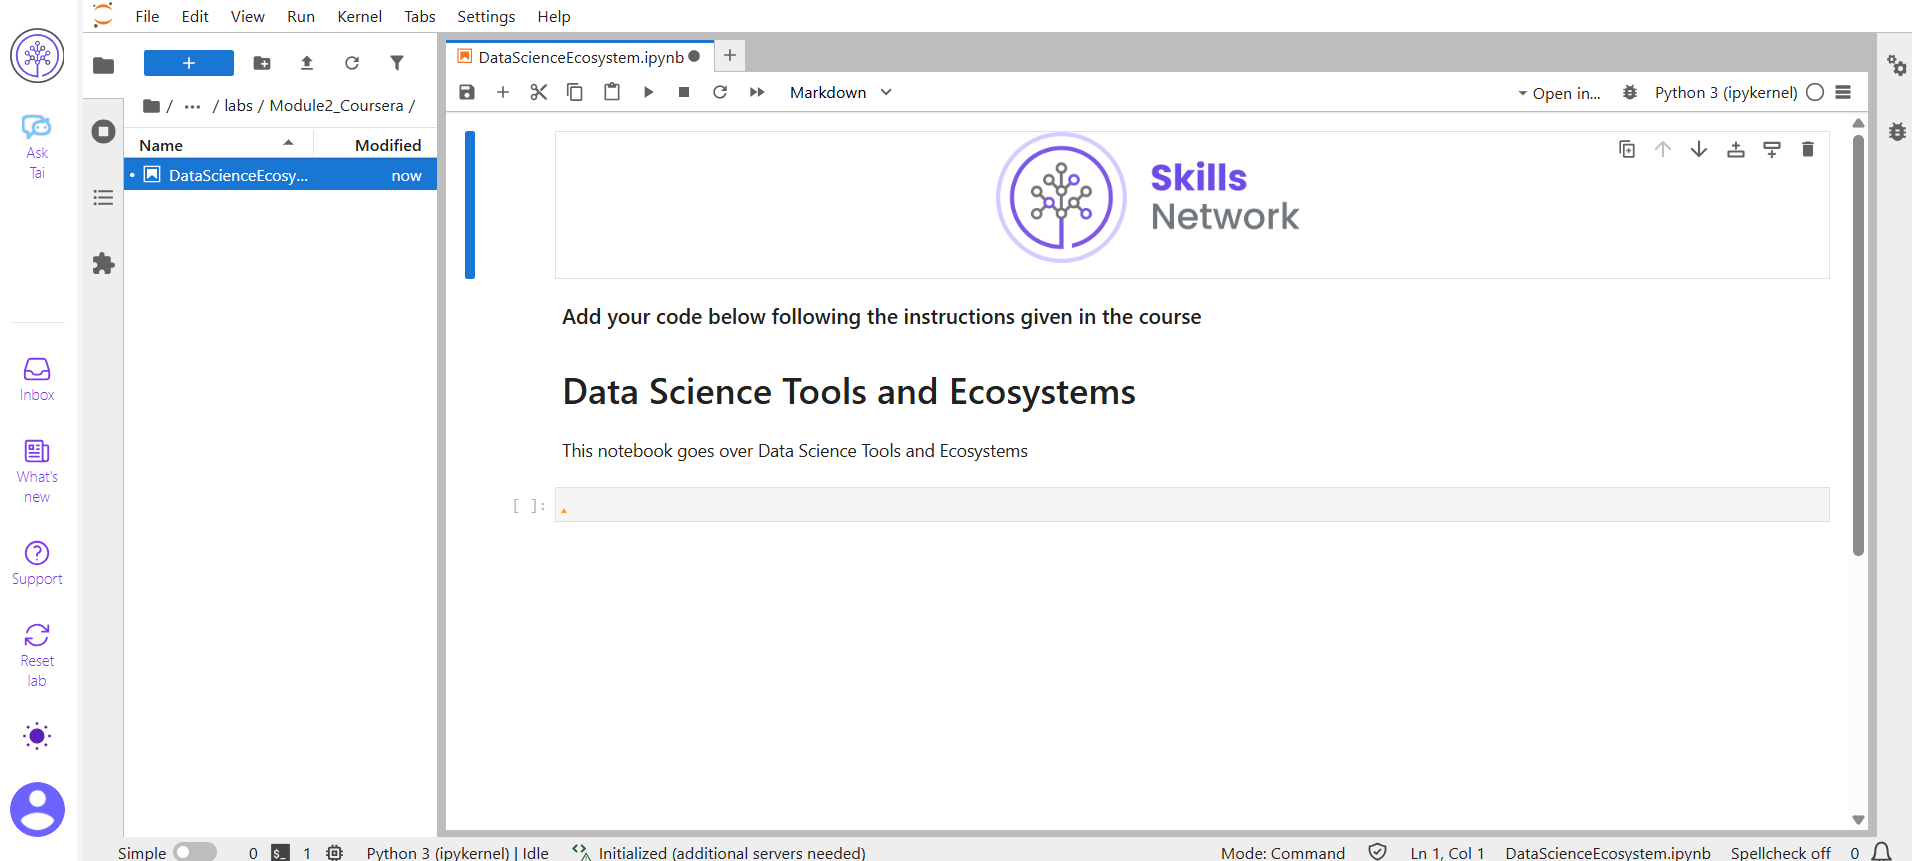 File Edit View Run Kernel Tabs Settings Help
Ask
Tai
Inbox
What's
new
Support
Reset
lab
+
/ ... / labs / Module2_Coursera /
Name Modified
DataScienceEcosy... now
DataScienceEcosystem.ipynb
Markdown
Open in...
Python 3 (ipykernel)
Skills
Network
Add your code below following the instructions given in the course
Data Science Tools and Ecosystems
This notebook goes over Data Science Tools and Ecosystems
[ ]:
Simple 0 $_ 1 Python 3 (ipykernel) | Idle Initialized (additional servers needed) Mode: Command Ln 1, Col 1 DataScienceEcosystem.ipynb Spellcheck off 0